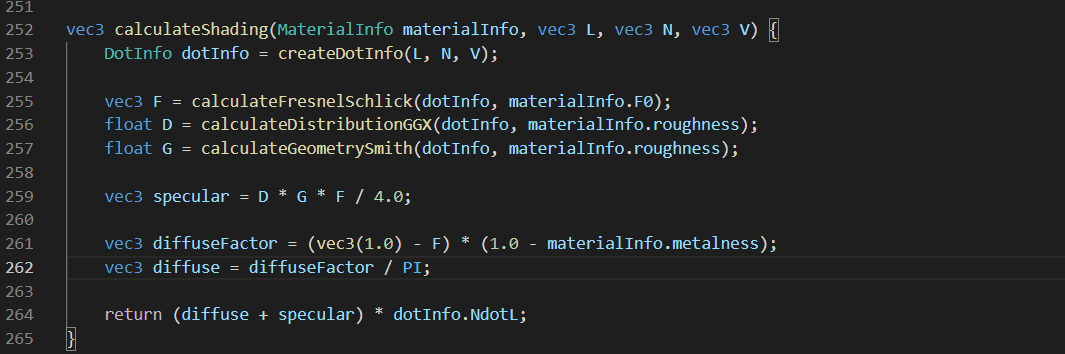 251
252 vec3 calculateShading(MaterialInfo materialInfo, vec3 L, vec3 N, vec3 V) {
253     DotInfo dotInfo = createDotInfo(L, N, V);
254
255     vec3 F = calculateFresnelSchlick(dotInfo, materialInfo.F0);
256     float D = calculateDistributionGGX(dotInfo, materialInfo.roughness);
257     float G = calculateGeometrySmith(dotInfo, materialInfo.roughness);
258
259     vec3 specular = D * G * F / 4.0;
260
261     vec3 diffuseFactor = (vec3(1.0) - F) * (1.0 - materialInfo.metalness);
262     vec3 diffuse = diffuseFactor / PI;
263
264     return (diffuse + specular) * dotInfo.NdotL;
265 }